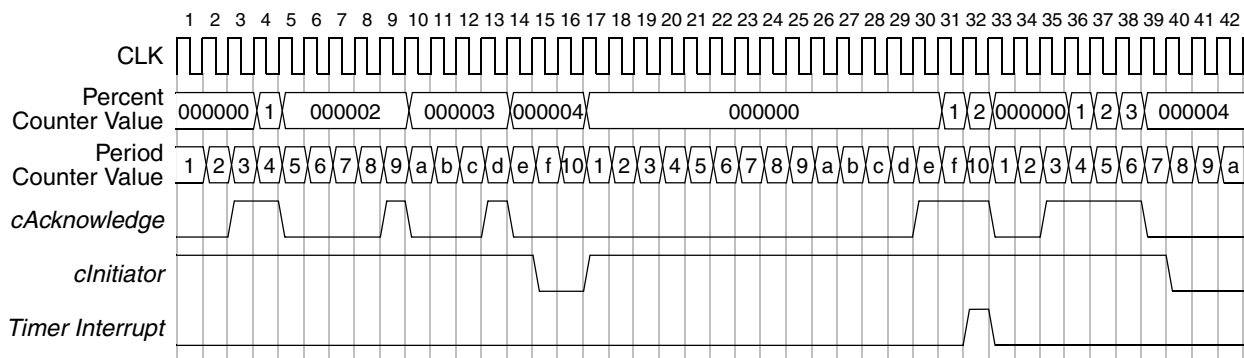 1 2 3 4 5 6 7 8 9 10 11 12 13 14 15 16 17 18 19 20 21 22 23 24 25 26 27 28 29 30 31 32 33 34 35 36 37 38 39 40 41 42
CLK
Percent
Counter Value
000000 1 000002 000003 000004 000000 1 2 000000 1 2 3 000004
Period
Counter Value
1 2 3 4 5 6 7 8 9 a b c d e f 10 1 2 3 4 5 6 7 8 9 a b c d e f 10 1 2 3 4 5 6 7 8 9 a
cAcknowledge
cInitiator
Timer Interrupt